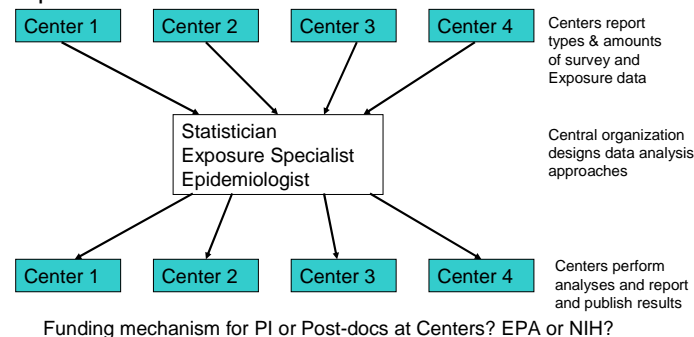 Center 1
Center 2
Center 3
Center 4
Centers report
types & amounts
of survey and
Exposure data
Statistician
Exposure Specialist
Epidemiologist
Central organization
designs data analysis
approaches
Center 1
Center 2
Center 3
Center 4
Centers perform
analyses and report
and publish results
Funding mechanism for PI or Post-docs at Centers? EPA or NIH?